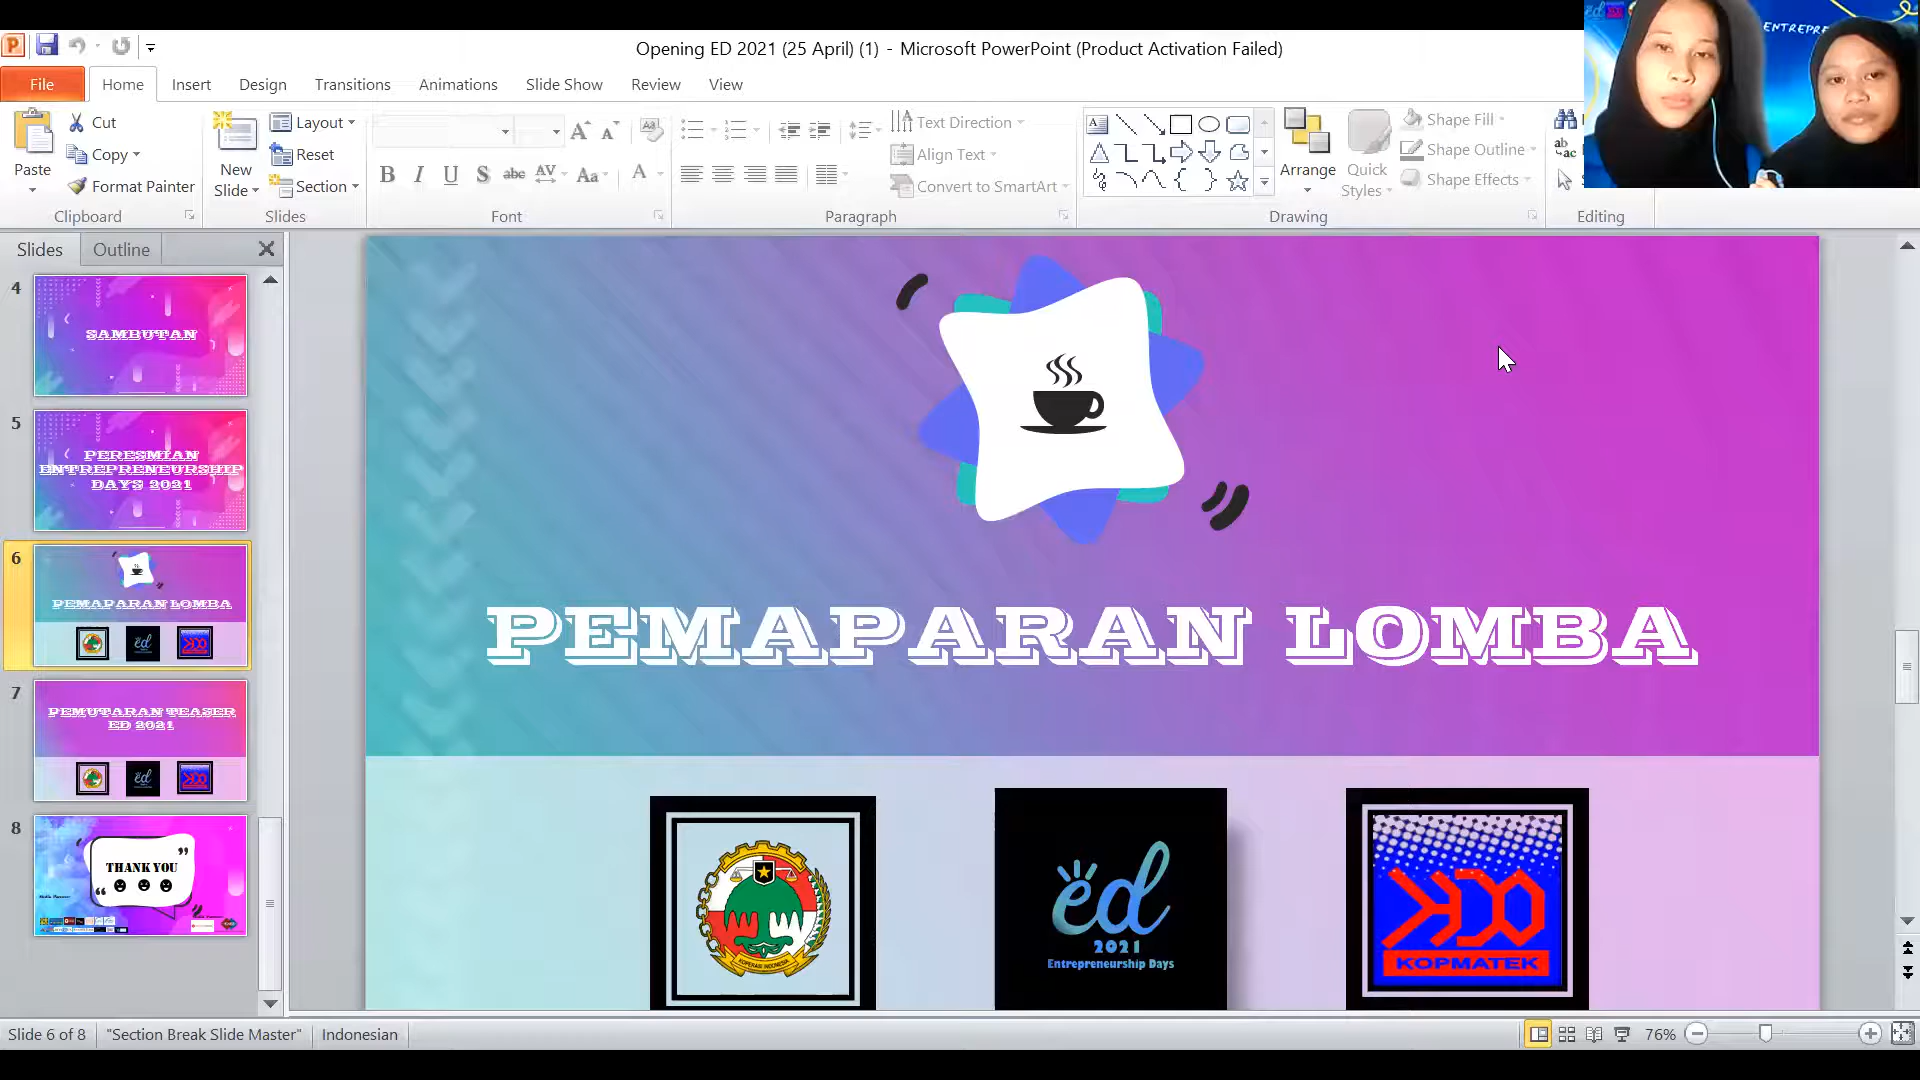 Opening ED 2021 (25 April) (1) - Microsoft PowerPoint (Product Activation Failed)
ENTREPRE
File Home Insert Design Transitions Animations Slide Show Review View
Paste
Cut
Copy
Format Painter
Clipboard
New Slide
Layout
Reset
Section
Slides
Font
Text Direction
Align Text
Convert to SmartArt
Paragraph
Arrange
Quick Styles
Shape Fill
Shape Outline
Shape Effects
Drawing
Editing
Slides Outline
4
SAMBUTAN
5
PERESMIAN
ENTREPRENEURSHIP
DAYS 2021
6
PEMAPARAN LOMBA
7
PEMUTARAN TEASER
ED 2021
8
THANK YOU
PEMAPARAN LOMBA
KOPERASI INDONESIA
ed
2021
Entrepreneurship Days
KOPMATEK
Slide 6 of 8 "Section Break Slide Master" Indonesian 76%